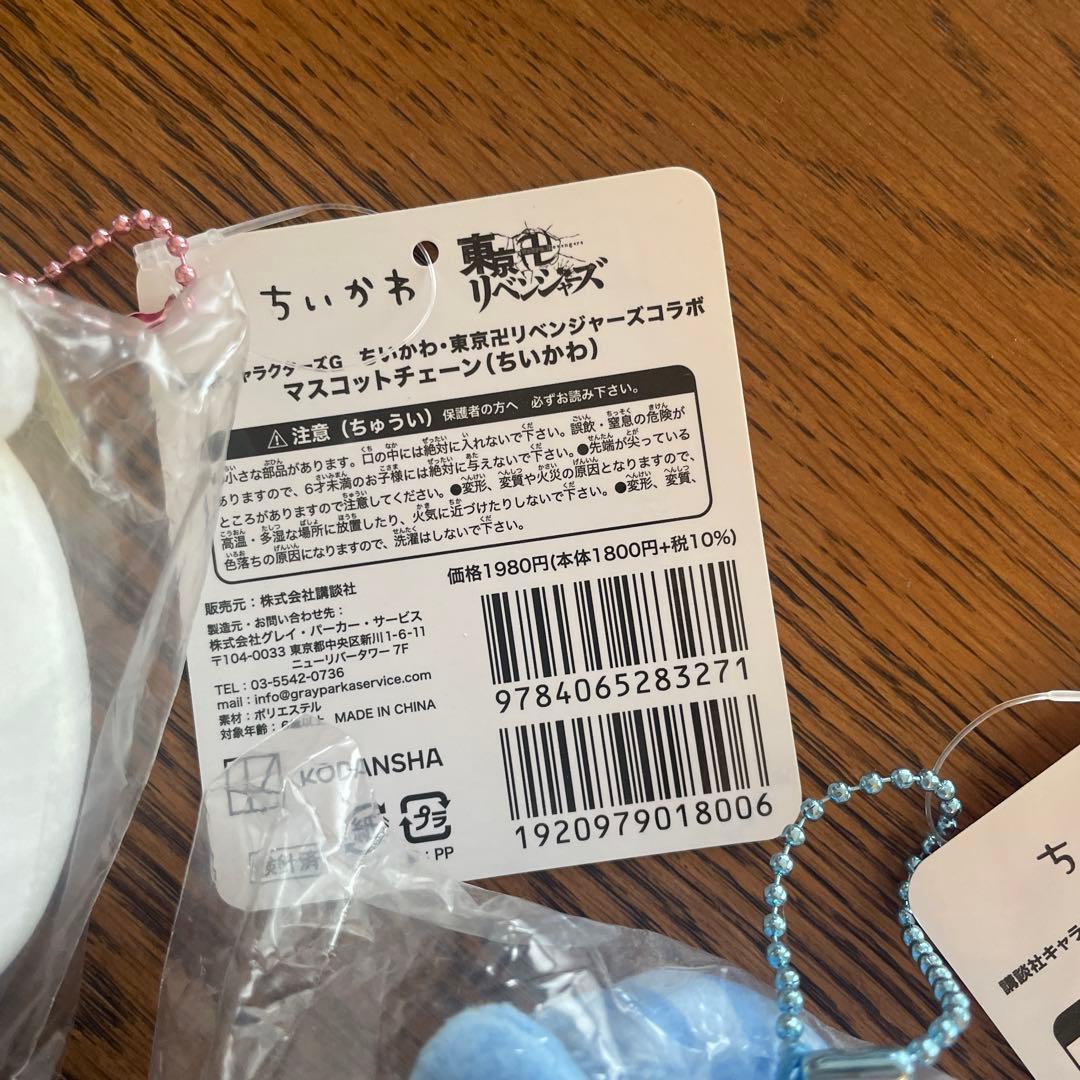 ちいかわ
東京卍リベンジャーズ
ャラクターズG ちいかわ・東京卍リベンジャーズコラボ
マスコットチェーン(ちいかわ)
⚠注意(ちゅうい) 保護者の方へ 必ずお読み下さい。
小さな部品があります。口の中には絶対に入れないで下さい。誤飲・窒息の危険が
ありますので、6才未満のお子様には絶対に与えないで下さい。●先端が尖っている
ところがありますので注意してください。●変形、変質や火災の原因となりますので、
高温・多湿な場所に放置したり、火気に近づけたりしないで下さい。●変形、変質、
色落ちの原因になりますので、洗濯はしないで下さい。
価格1980円(本体1800円+税10%)
販売元:株式会社講談社
製造元・お問い合わせ先:
株式会社グレイ・パーカー・サービス
〒104-0033 東京都中央区新川1-6-11
ニューリバータワー 7F
TEL:03-5542-0736
mail:info@grayparkaservice.com
素材:ポリエステル
対象年齢:6歳以上 MADE IN CHINA
9784065283271
KODANSHA
1920979018006
紙
プラ
:PP
検針済
ち
講談社キャラ